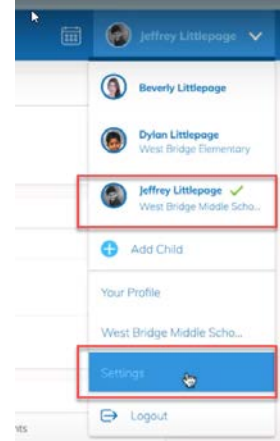 Jeffrey Littlepage
Beverly Littlepage
Dylan Littlepage
West Bridge Elementary
Jeffrey Littlepage
West Bridge Middle Scho...
Add Child
Your Profile
West Bridge Middle Scho...
Settings
nts
Logout